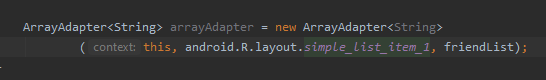 ArrayAdapter<String> arrayAdapter = new ArrayAdapter<String>
( context: this, android.R.layout.simple_list_item_1, friendList);